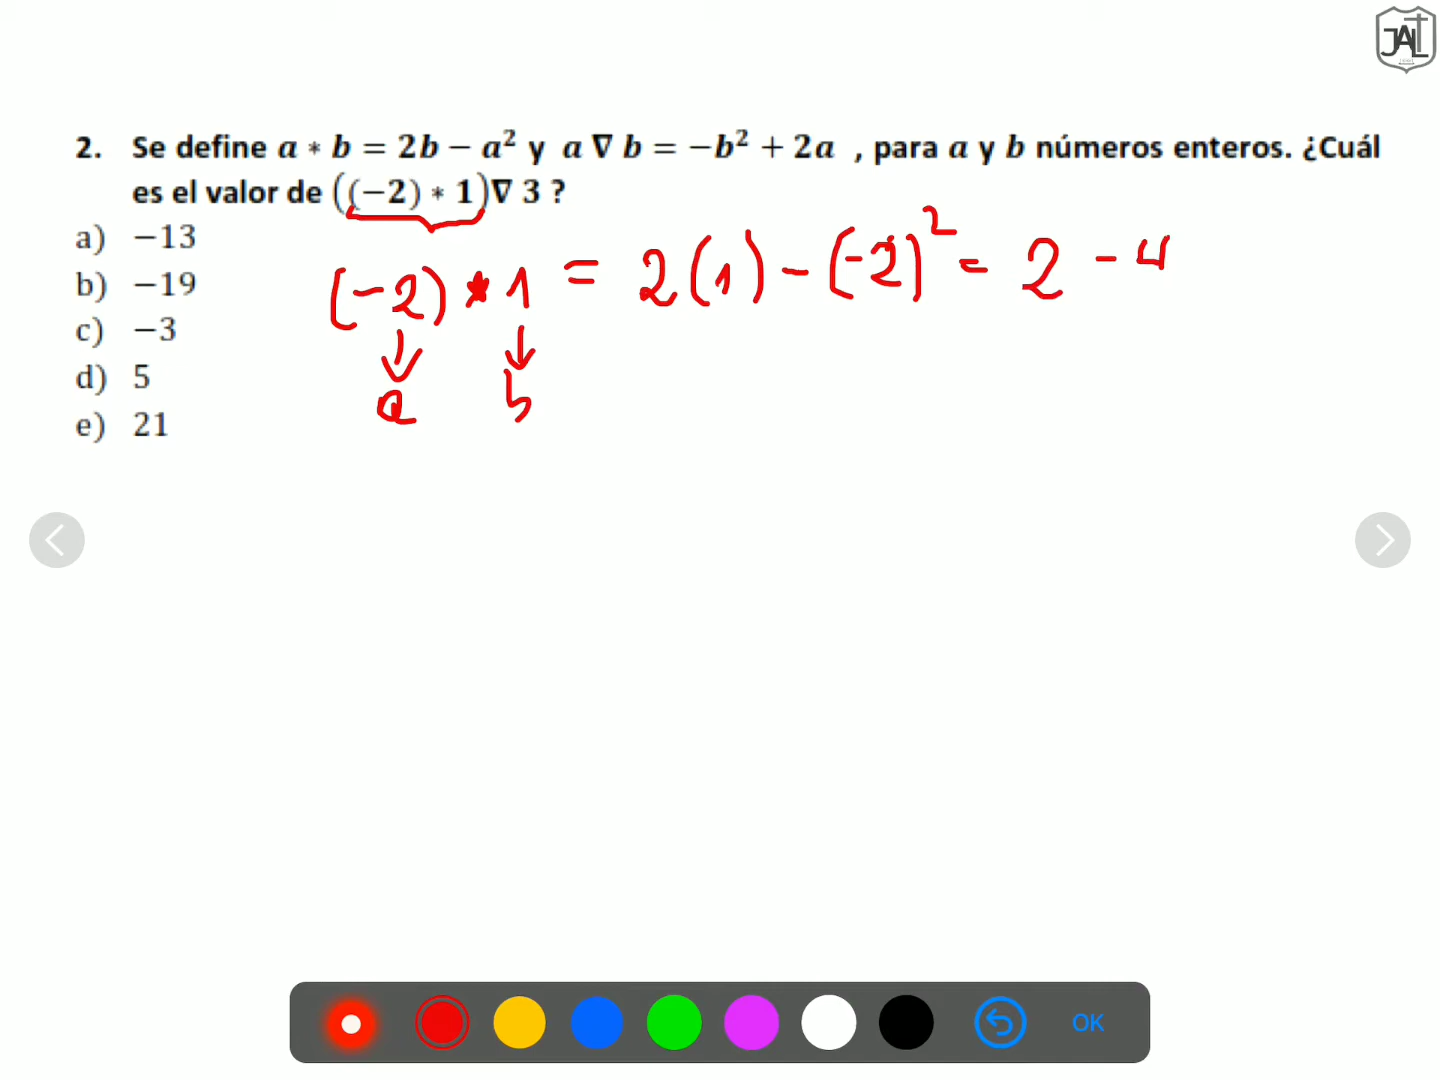 JALT
2. Se define a * b = 2b − a² y a ∇ b = −b² + 2a , para a y b números enteros. ¿Cuál
es el valor de ((−2) * 1)∇ 3 ?
a) −13
b) −19
c) −3
d) 5
e) 21
(-2) * 1 = 2(1) - (-2)² = 2 - 4
a b
OK